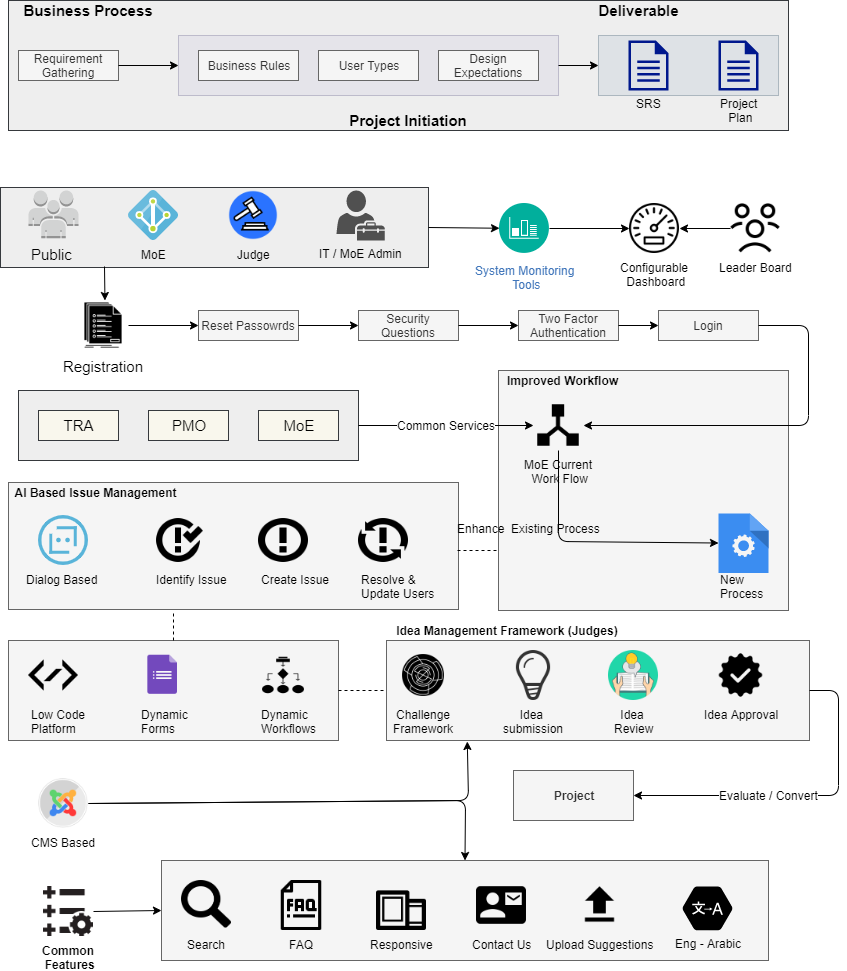 Business Process
Deliverable
Requirement
Gathering
Business Rules
User Types
Design
Expectations
SRS
Project
Plan
Project Initiation
Public
MoE
Judge
IT / MoE Admin
System Monitoring
Tools
Configurable
Dashboard
Leader Board
Registration
Reset Passowrds
Security
Questions
Two Factor
Authentication
Login
TRA
PMO
MoE
Common Services
Improved Workflow
MoE Current
Work Flow
AI Based Issue Management
Dialog Based
Identify Issue
Create Issue
Resolve &
Update Users
Enhance Existing Process
New
Process
Low Code
Platform
Dynamic
Forms
Dynamic
Workflows
Idea Management Framework (Judges)
Challenge
Framework
Idea
submission
Idea
Review
Idea Approval
Project
Evaluate / Convert
CMS Based
Common
Features
Search
FAQ
FAQ
Responsive
Contact Us
Upload Suggestions
文→A
Eng - Arabic